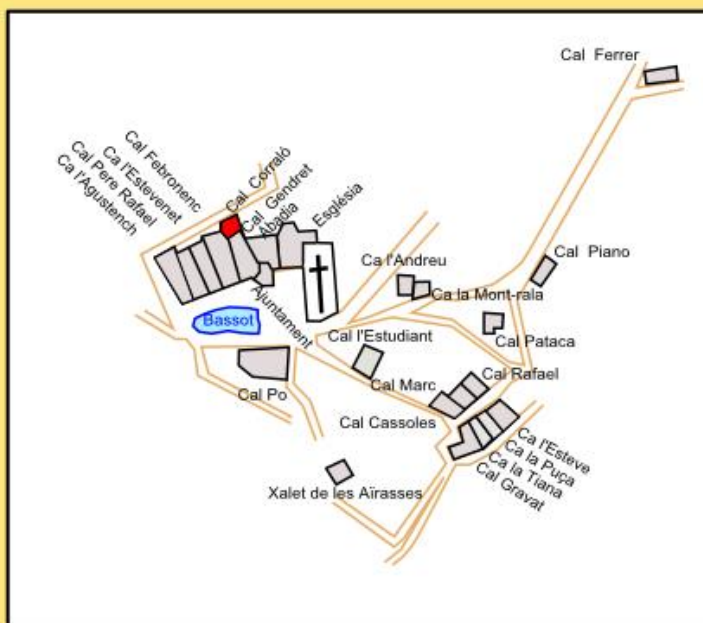 Cal Ferrer
Cal Febronenc
Ca l'Estevenet
Cal Pere Rafael
Ca l'Agustench
Cal Corraló
Cal Gendret
Abadia
Església
Ca l'Andreu
Cal Piano
Ca la Mont-rala
Bassot
Ajuntament
Cal l'Estudiant
Cal Pataca
Cal Po
Cal Marc
Cal Rafael
Cal Cassoles
Ca l'Esteve
Ca la Puça
Ca la Tiana
Cal Gravat
Xalet de les Aïrasses